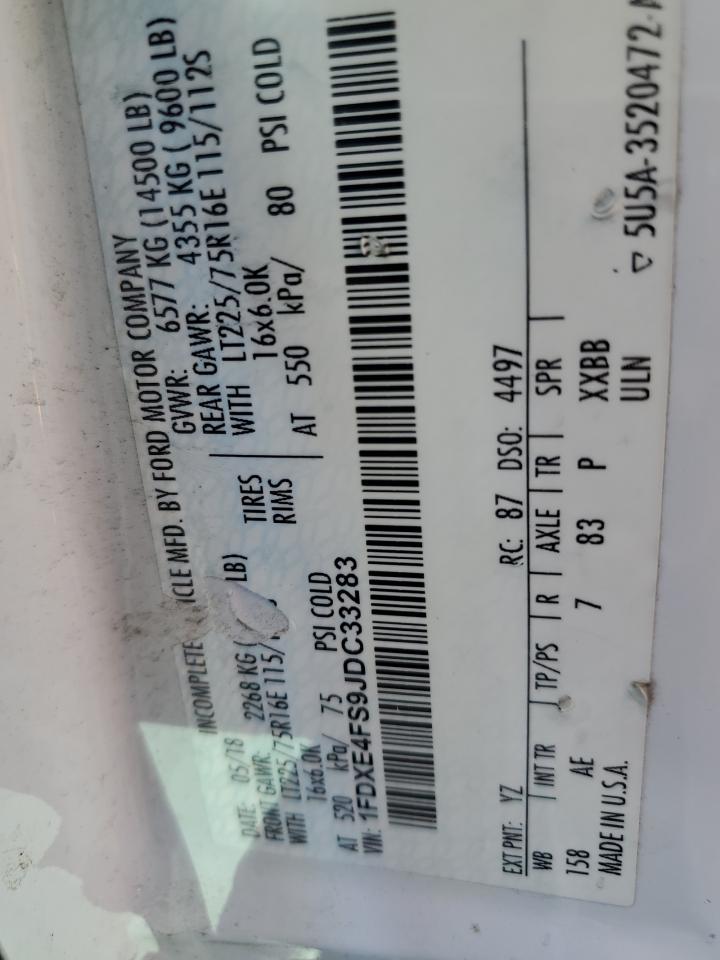 INCOMPLETE ICLE MFD. BY FORD MOTOR COMPANY
DATE: 05/18 GVWR: 6577 KG (14500 LB)
FRONT GAWR: 2268 KG ( LB) REAR GAWR: 4355 KG ( 9600 LB)
WITH LT225/75R16E 115/ TIRES WITH LT225/75R16E 115/112S
16x6.0K RIMS 16x6.0K
AT 520 kPa/ 75 PSI COLD AT 550 kPa/ 80 PSI COLD
VIN: 1FDXE4FS9JDC33283
EXT PNT: YZ RC: 87 DSO: 4497
WB | INT TR | TP/PS | R | AXLE | TR | SPR |
158 AE 7 83 P XXBB
MADE IN U.S.A. ULN
5U5A-3520472-